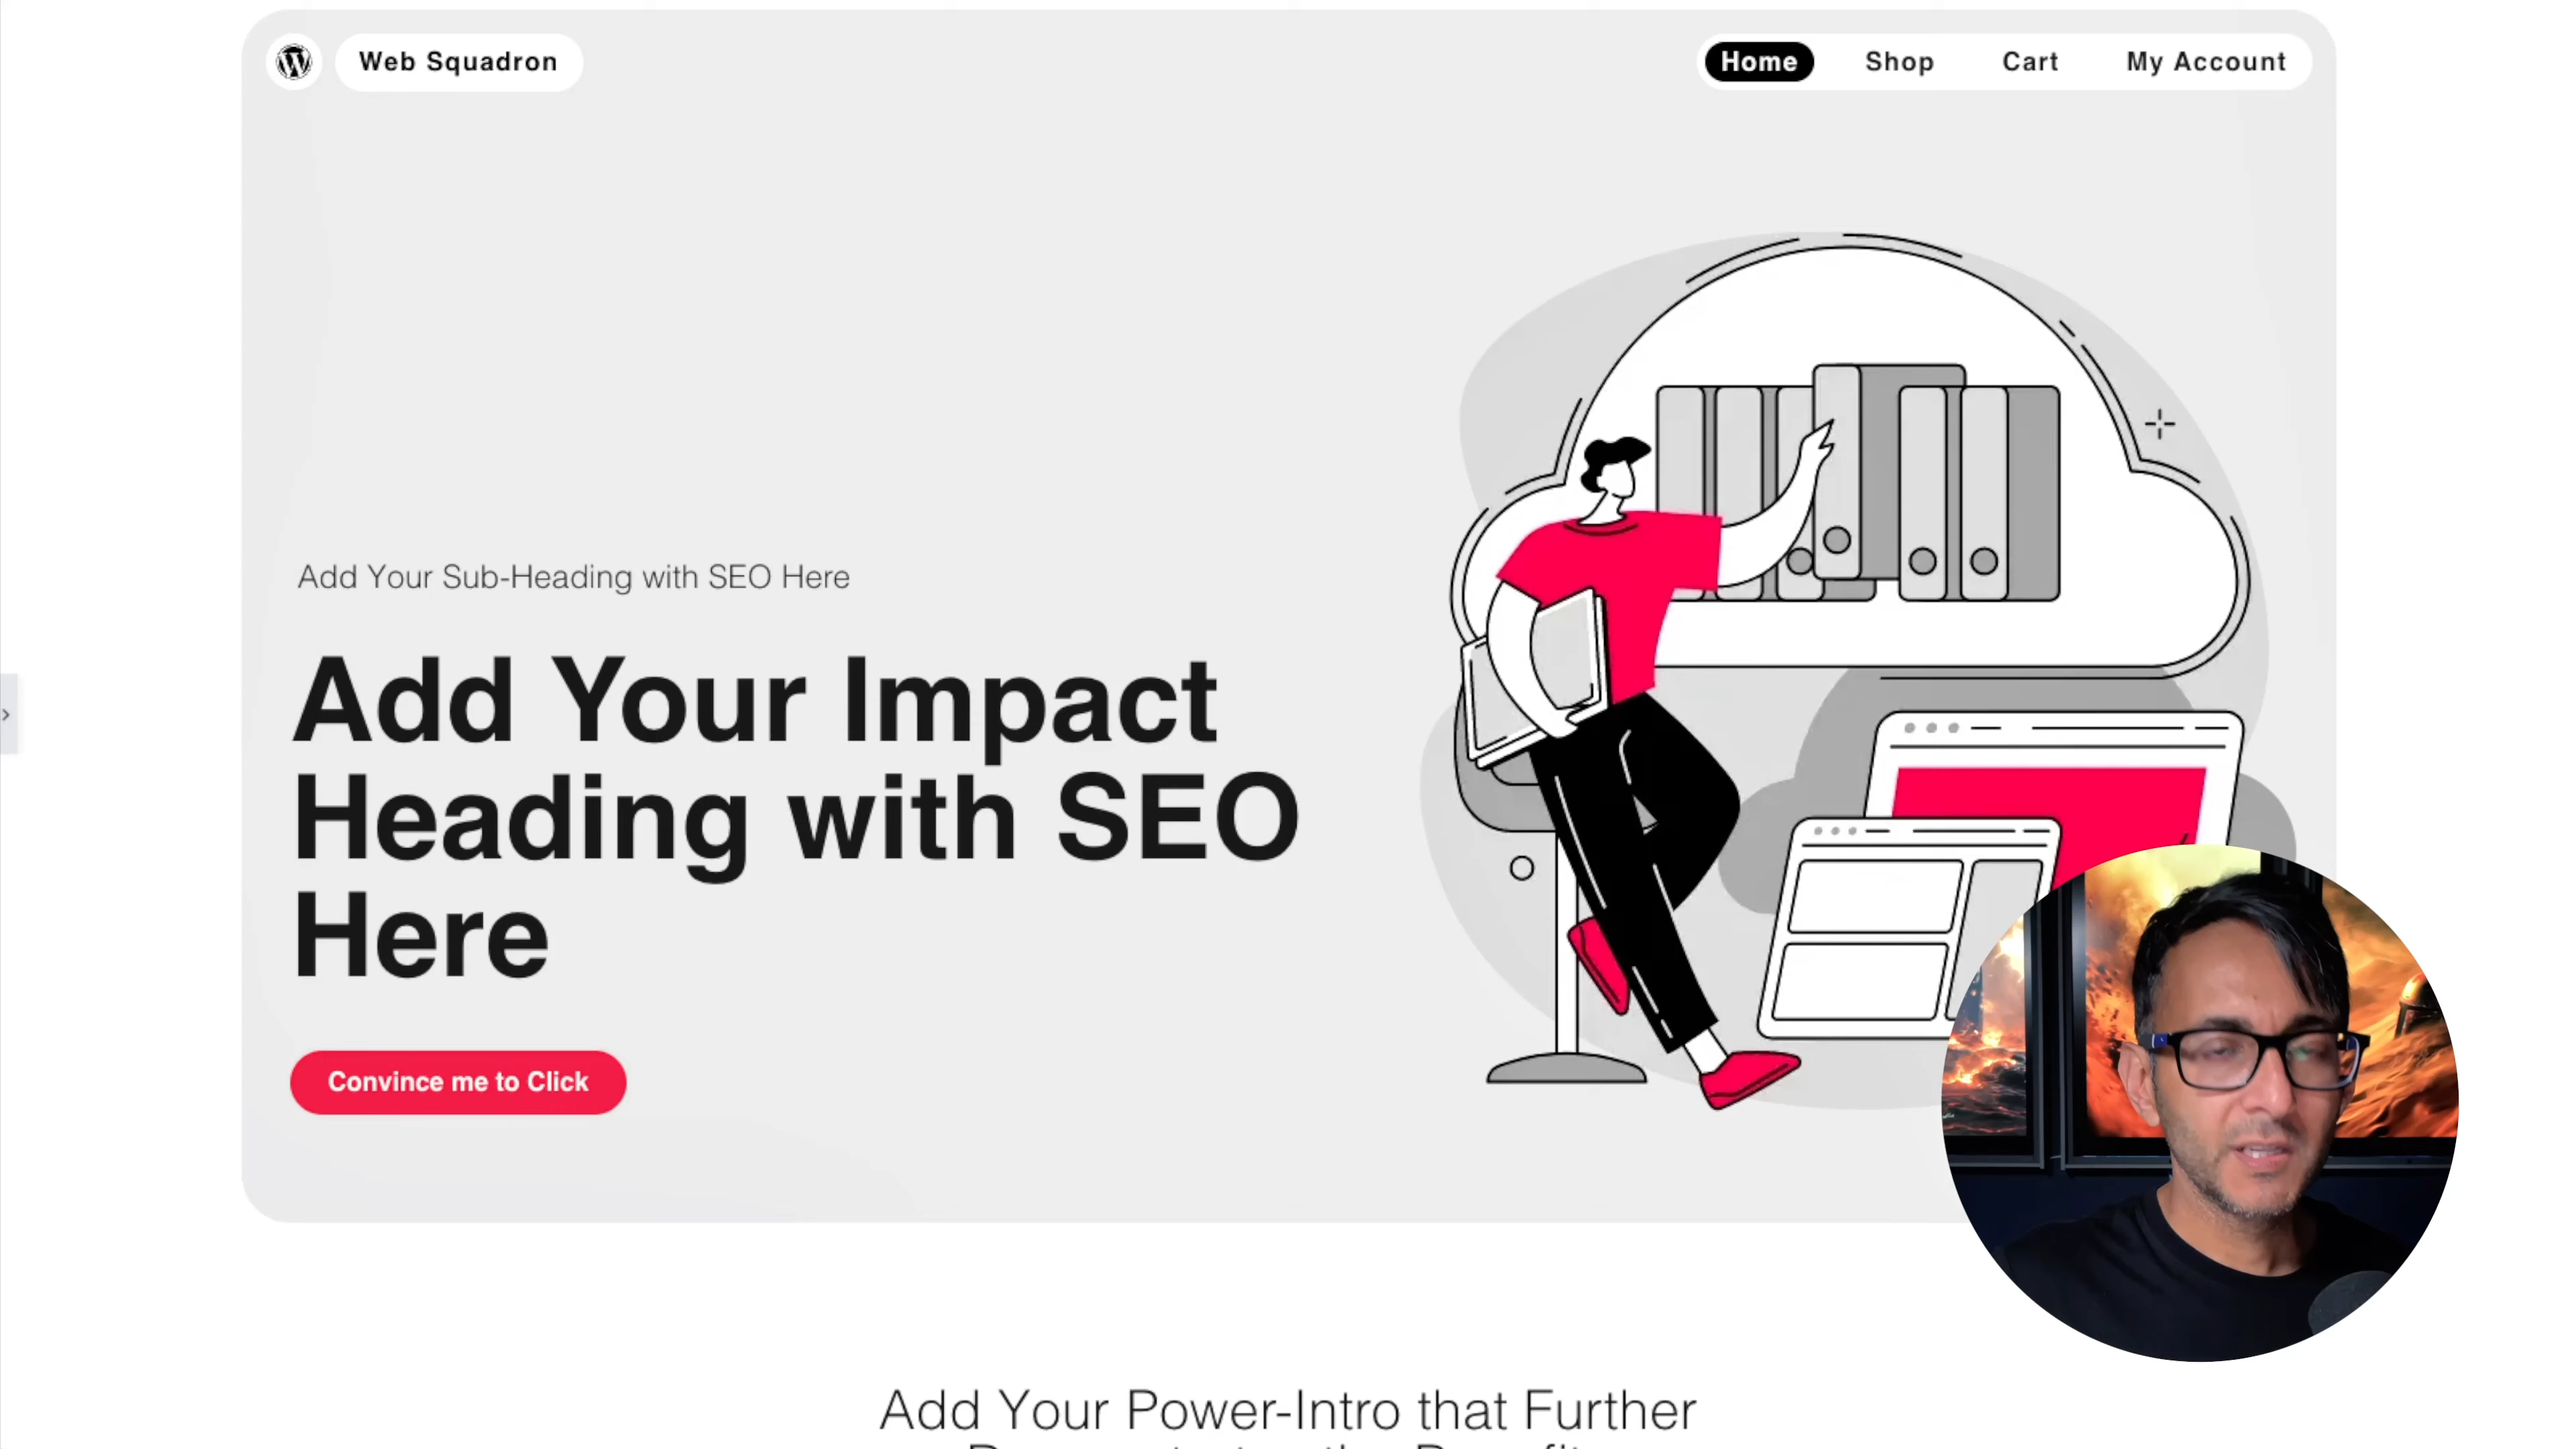 Web Squadron
Home Shop Cart My Account
Add Your Sub-Heading with SEO Here
Add Your Impact
Heading with SEO
Here
Convince me to Click
Add Your Power-Intro that Further